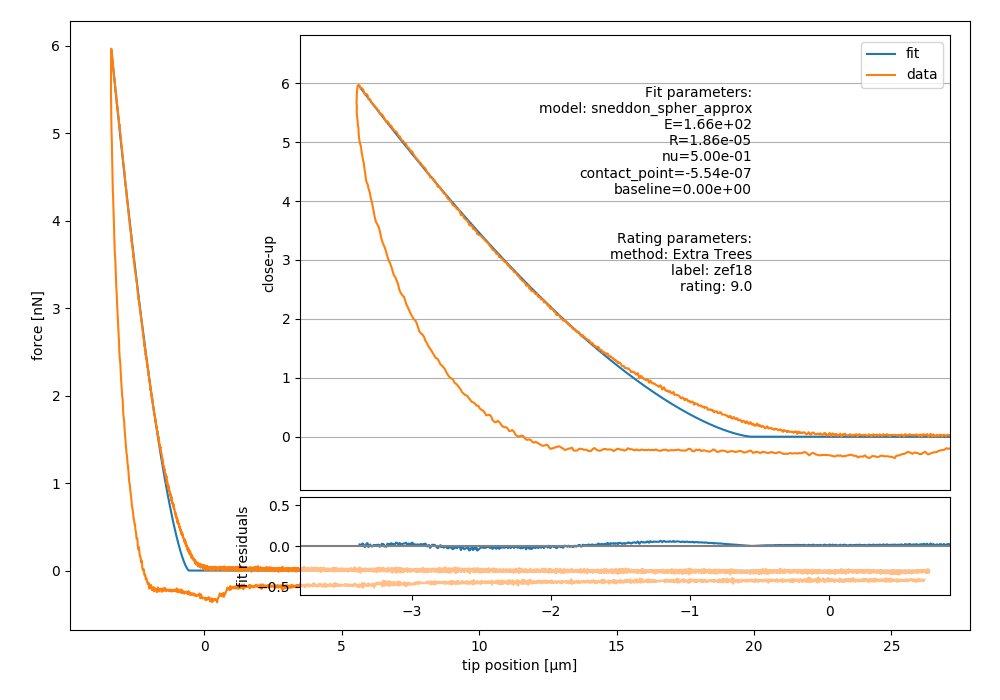 fit
data
Fit parameters:
model: sneddon_spher_approx
E=1.66e+02
R=1.86e-05
nu=5.00e-01
contact_point=-5.54e-07
baseline=0.00e+00
Rating parameters:
method: Extra Trees
label: zef18
rating: 9.0
close-up
6
5
4
3
2
1
0
fit residuals
0.5
0.0
−0.5
−3
−2
−1
0
force [nN]
6
5
4
3
2
1
0
0
5
10
15
20
25
tip position [µm]